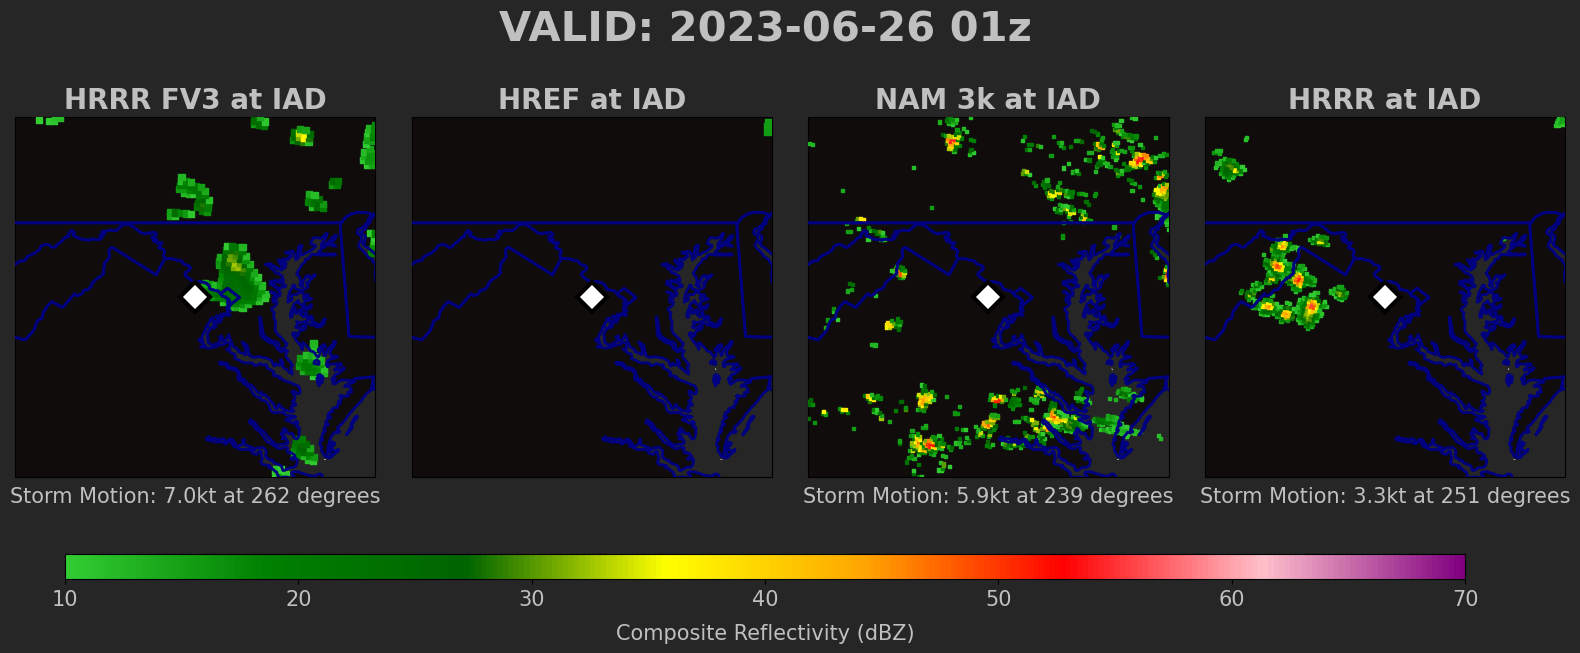 VALID: 2023-06-26 01z
HRRR FV3 at IAD
HREF at IAD
NAM 3k at IAD
HRRR at IAD
Storm Motion: 7.0kt at 262 degrees
Storm Motion: 5.9kt at 239 degrees
Storm Motion: 3.3kt at 251 degrees
10 20 30 40 50 60 70
Composite Reflectivity (dBZ)